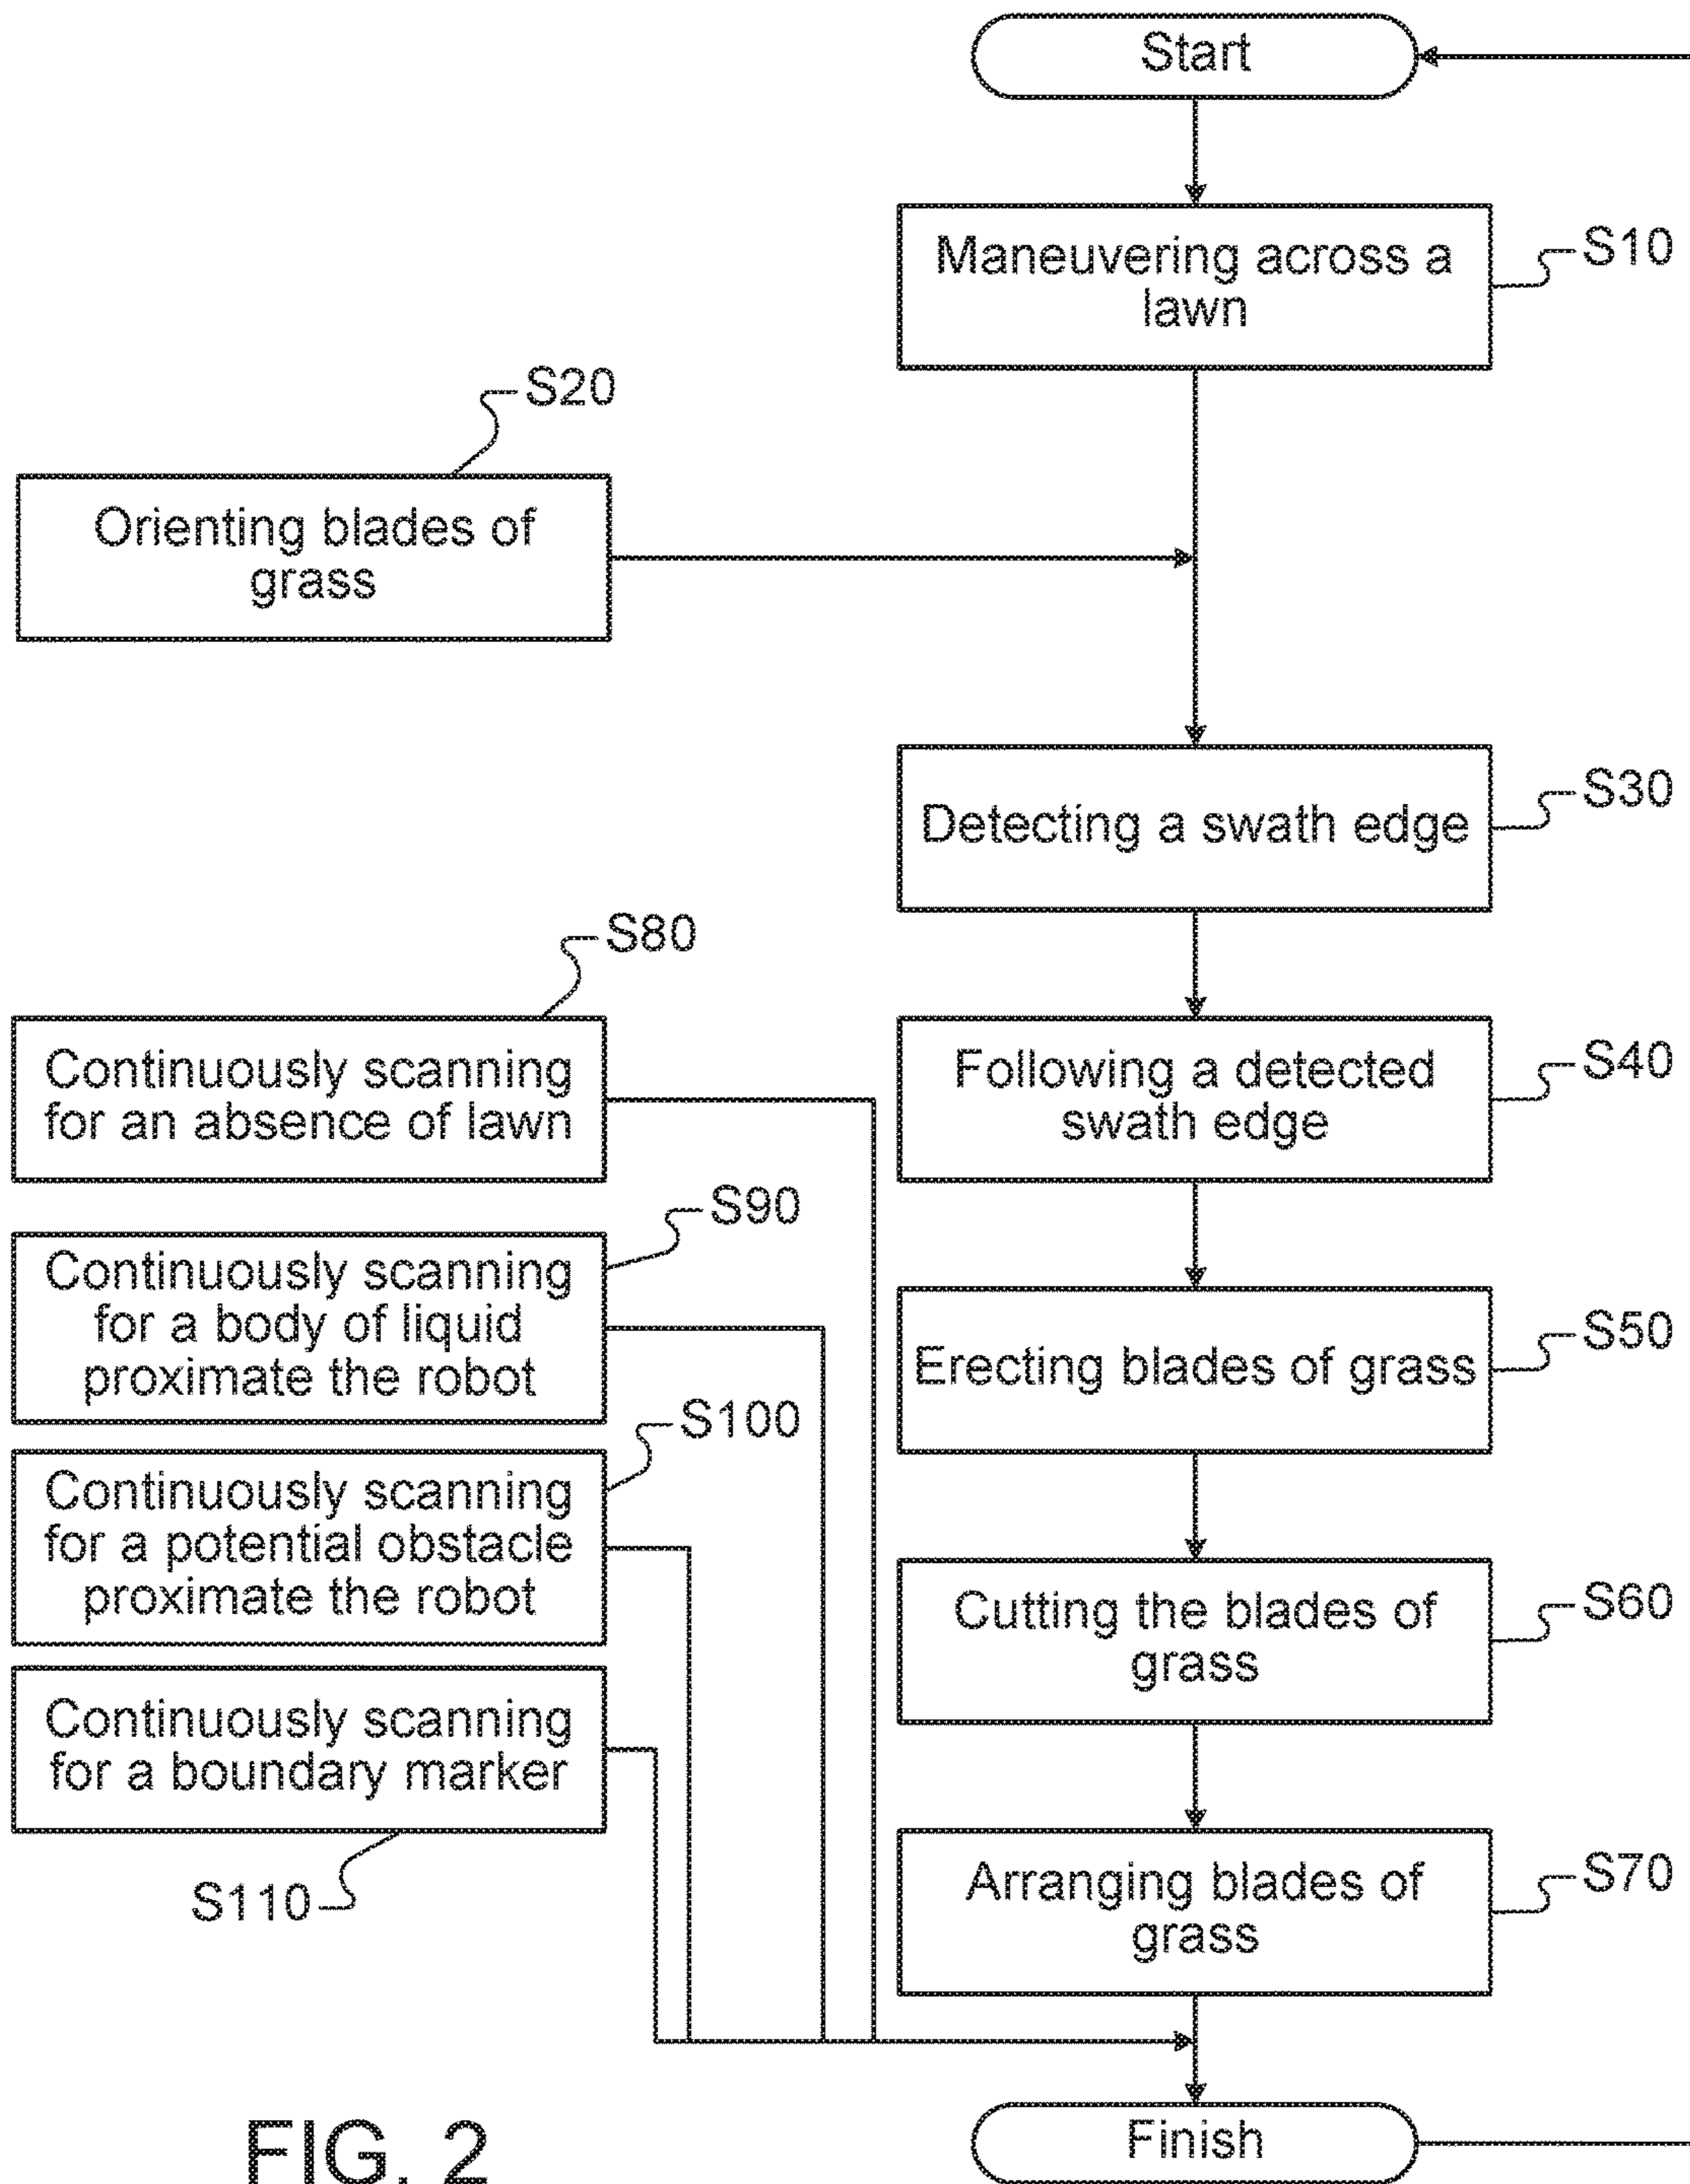 Start
Maneuvering across a
lawn
S10
S20
Orienting blades of
grass
Detecting a swath edge
S30
S80
Continuously scanning
for an absence of lawn
Following a detected
swath edge
S40
S90
Continuously scanning
for a body of liquid
proximate the robot
Erecting blades of grass
S50
S100
Continuously scanning
for a potential obstacle
proximate the robot
Cutting the blades of
grass
S60
Continuously scanning
for a boundary marker
S110
Arranging blades of
grass
S70
Finish
FIG. 2